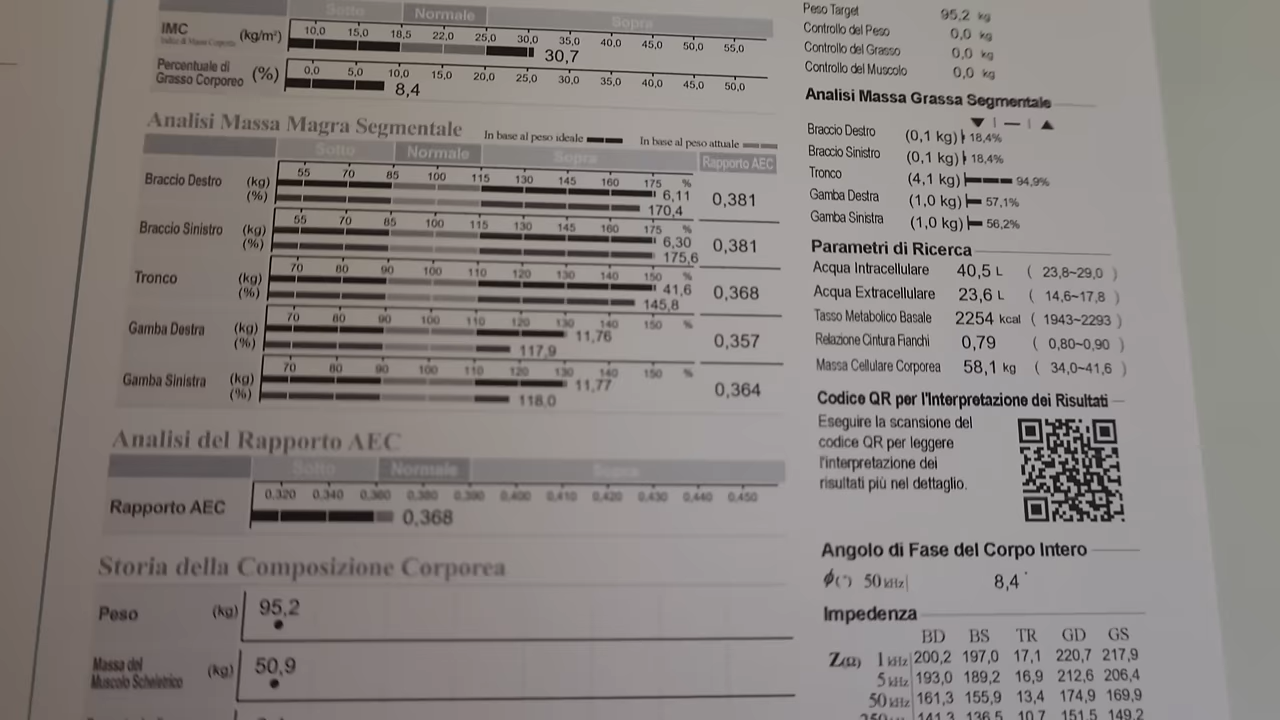 Sotto Normale Sopra
IMC (kg/m²) 10,0 15,0 18,5 22,0 25,0 30,0 35,0 40,0 45,0 50,0 55,0
30,7
Percentuale di Grasso Corporeo (%) 0,0 5,0 10,0 15,0 20,0 25,0 30,0 35,0 40,0 45,0 50,0
8,4
Analisi Massa Magra Segmentale In base al peso ideale In base al peso attuale
Sotto Normale Sopra Rapporto AEC
55 70 85 100 115 130 145 160 175 %
Braccio Destro (kg) 6,11
(%) 170,4
0,381
55 70 85 100 115 130 145 160 175 %
Braccio Sinistro (kg) 6,30
(%) 175,6
0,381
70 80 90 100 110 120 130 140 150 %
Tronco (kg) 41,6
(%) 145,8
0,368
70 80 90 100 110 120 130 140 150 %
Gamba Destra (kg) 11,76
(%) 117,9
0,357
70 80 90 100 110 120 130 140 150 %
Gamba Sinistra (kg) 11,77
(%) 118,0
0,364
Analisi del Rapporto AEC
Sotto Normale Sopra
0,320 0,340 0,360 0,380 0,390 0,400 0,410 0,420 0,430 0,440 0,450
Rapporto AEC 0,368
Storia della Composizione Corporea
Peso (kg) 95,2
Massa del Muscolo Scheletrico (kg) 50,9
Peso Target 95,2 kg
Controllo del Peso 0,0 kg
Controllo del Grasso 0,0 kg
Controllo del Muscolo 0,0 kg
Analisi Massa Grassa Segmentale
Braccio Destro (0,1 kg) 18,4%
Braccio Sinistro (0,1 kg) 18,4%
Tronco (4,1 kg) 94,9%
Gamba Destra (1,0 kg) 57,1%
Gamba Sinistra (1,0 kg) 56,2%
Parametri di Ricerca
Acqua Intracellulare 40,5 L ( 23,8~29,0 )
Acqua Extracellulare 23,6 L ( 14,6~17,8 )
Tasso Metabolico Basale 2254 kcal ( 1943~2293 )
Relazione Cintura Fianchi 0,79 ( 0,80~0,90 )
Massa Cellulare Corporea 58,1 kg ( 34,0~41,6 )
Codice QR per l'Interpretazione dei Risultati
Eseguire la scansione del
codice QR per leggere
l'interpretazione dei
risultati più nel dettaglio.
Angolo di Fase del Corpo Intero
ϕ(°) 50 kHz 8,4°
Impedenza
BD BS TR GD GS
Z(Ω) 1 kHz 200,2 197,0 17,1 220,7 217,9
5 kHz 193,0 189,2 16,9 212,6 206,4
50 kHz 161,3 155,9 13,4 174,9 169,9
141,3 136,5 10,7 151,5 149,2